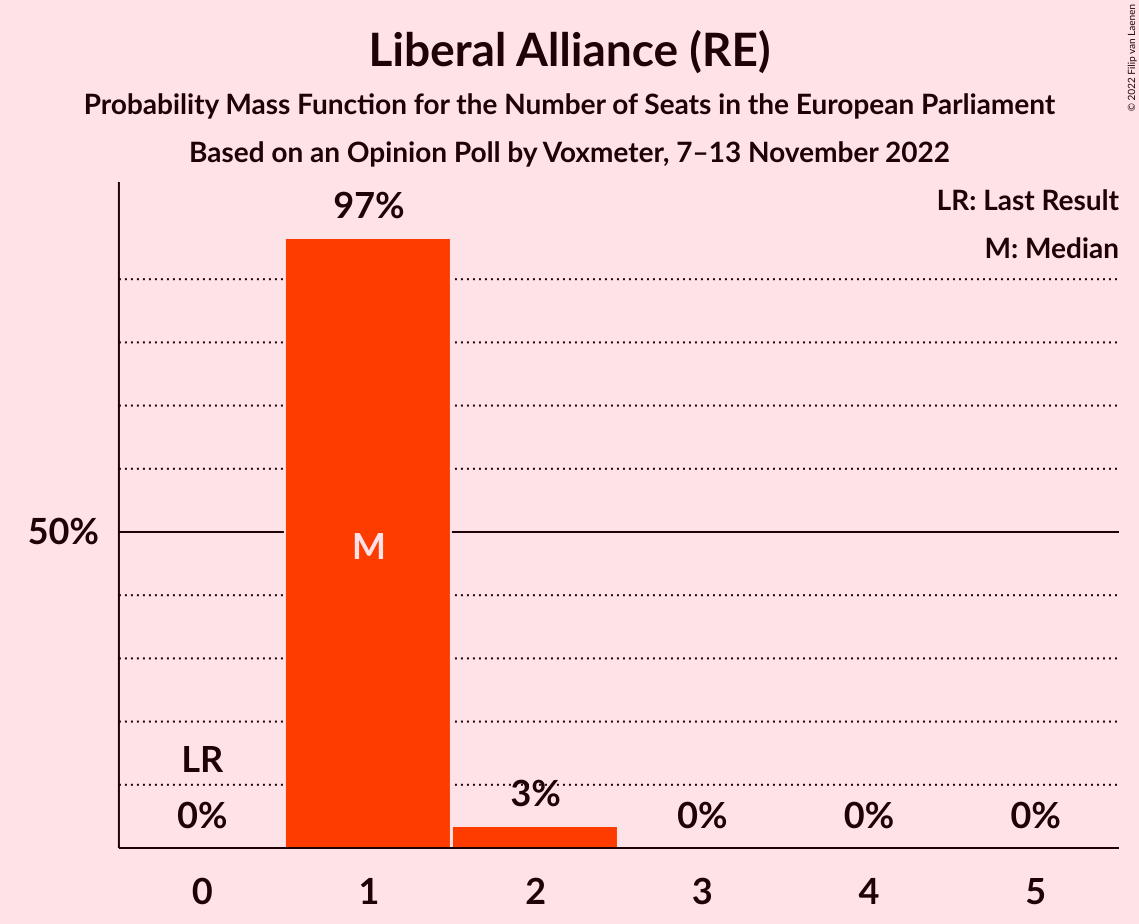 Liberal Alliance (RE)
Probability Mass Function for the Number of Seats in the European Parliament
Based on an Opinion Poll by Voxmeter, 7–13 November 2022
© 2022 Filip van Laenen
LR: Last Result
M: Median
97%
50%
M
LR
0%
3%
0%
0%
0%
0
1
2
3
4
5